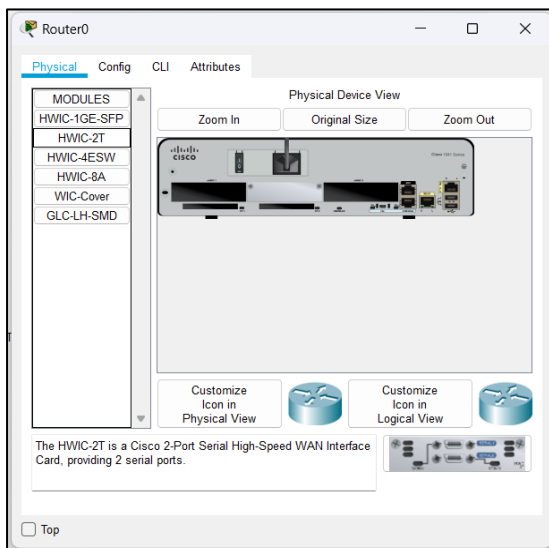 Router0
Physical Config CLI Attributes
MODULES
HWIC-1GE-SFP
HWIC-2T
HWIC-4ESW
HWIC-8A
WIC-Cover
GLC-LH-SMD
Physical Device View
Zoom In Original Size Zoom Out
CISCO
Customize
Icon in
Physical View
Customize
Icon in
Logical View
The HWIC-2T is a Cisco 2-Port Serial High-Speed WAN Interface
Card, providing 2 serial ports.
Top